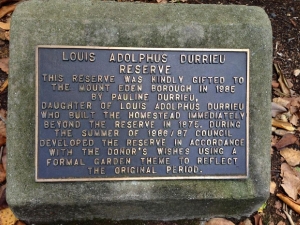 LOUIS ADOLPHUS DURRIEU
RESERVE
THIS RESERVE WAS KINDLY GIFTED TO
THE MOUNT EDEN BOROUGH IN 1985
BY PAULINE DURRIEU,
DAUGHTER OF LOUIS ADOLPHUS DURRIEU
WHO BUILT THE HOMESTEAD IMMEDIATELY
BEYOND THE RESERVE IN 1875. DURING
THE SUMMER OF 1986/87 COUNCIL
DEVELOPED THE RESERVE IN ACCORDANCE
WITH THE DONOR'S WISHES USING A
FORMAL GARDEN THEME TO REFLECT
THE ORIGINAL PERIOD.